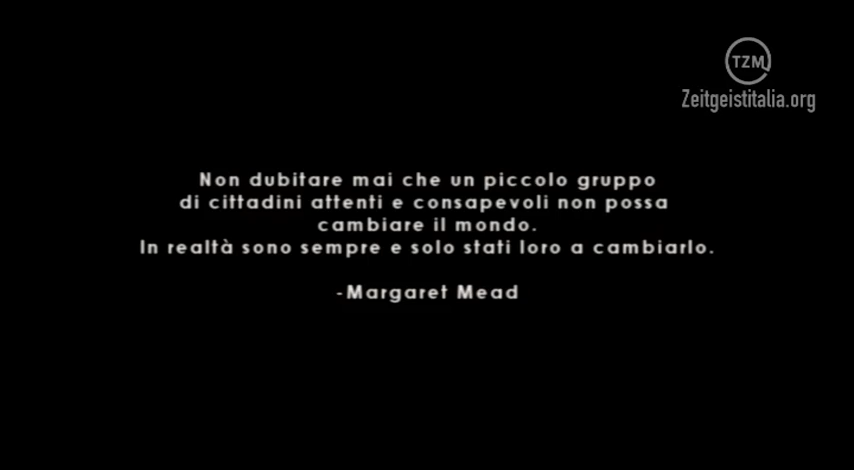 TZM
Zeitgeistitalia.org
Non dubitare mai che un piccolo gruppo
di cittadini attenti e consapevoli non possa
cambiare il mondo.
In realtà sono sempre e solo stati loro a cambiarlo.
-Margaret Mead